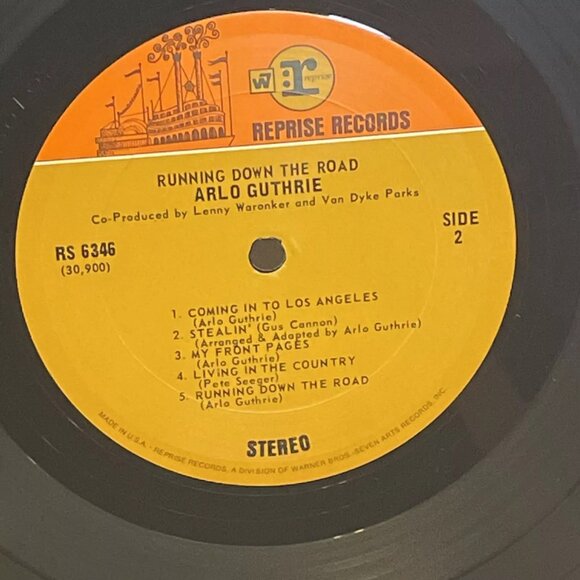 W7 r reprise
REPRISE RECORDS
RUNNING DOWN THE ROAD
ARLO GUTHRIE
Co-Produced by Lenny Waronker and Van Dyke Parks
RS 6346
(30,900)
SIDE
2
1. COMING IN TO LOS ANGELES
(Arlo Guthrie)
2. STEALIN' (Gus Cannon)
(Arranged & Adapted by Arlo Guthrie)
3. MY FRONT PAGES
(Arlo Guthrie)
4. LIVING IN THE COUNTRY
(Pete Seeger)
5. RUNNING DOWN THE ROAD
(Arlo Guthrie)
STEREO
MADE IN U.S.A. - REPRISE RECORDS, A DIVISION OF WARNER BROS.-SEVEN ARTS RECORDS, INC.